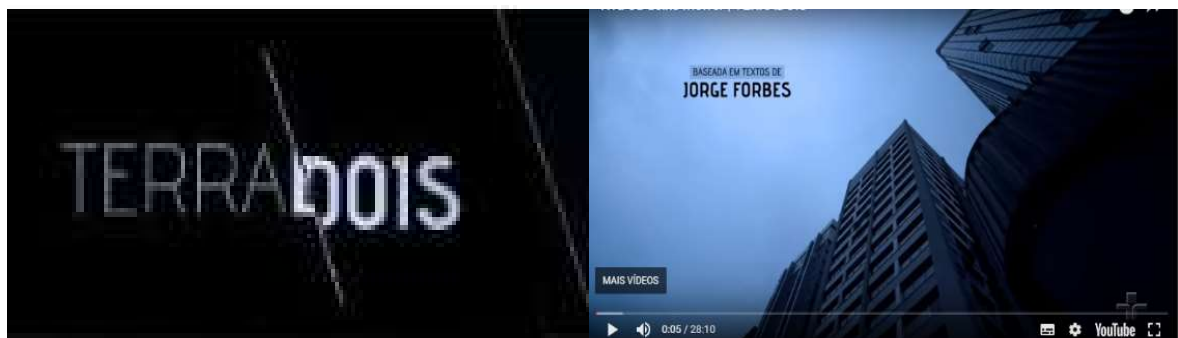 TERRADOIS
BASEADA EM TEXTOS DE
JORGE FORBES
MAIS VÍDEOS
0:05 / 28:10
YouTube